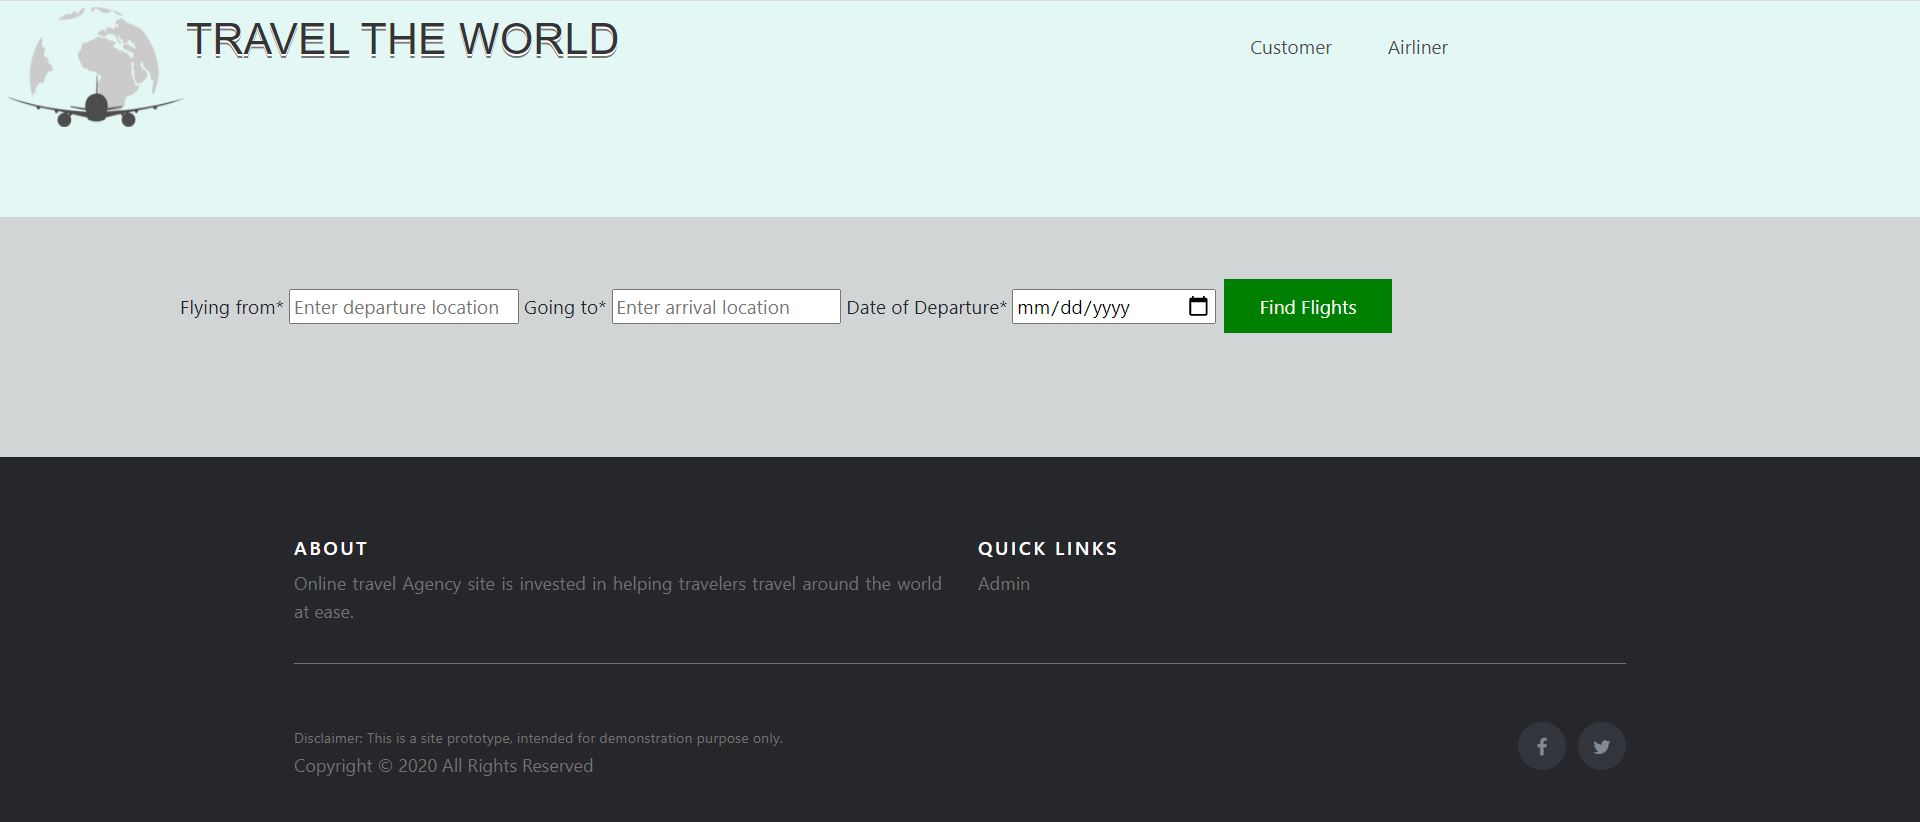 TRAVEL THE WORLD
Customer Airliner
Flying from* Enter departure location Going to* Enter arrival location Date of Departure* mm/dd/yyyy Find Flights
ABOUT
Online travel Agency site is invested in helping travelers travel around the world
at ease.
QUICK LINKS
Admin
Disclaimer: This is a site prototype, intended for demonstration purpose only.
Copyright © 2020 All Rights Reserved